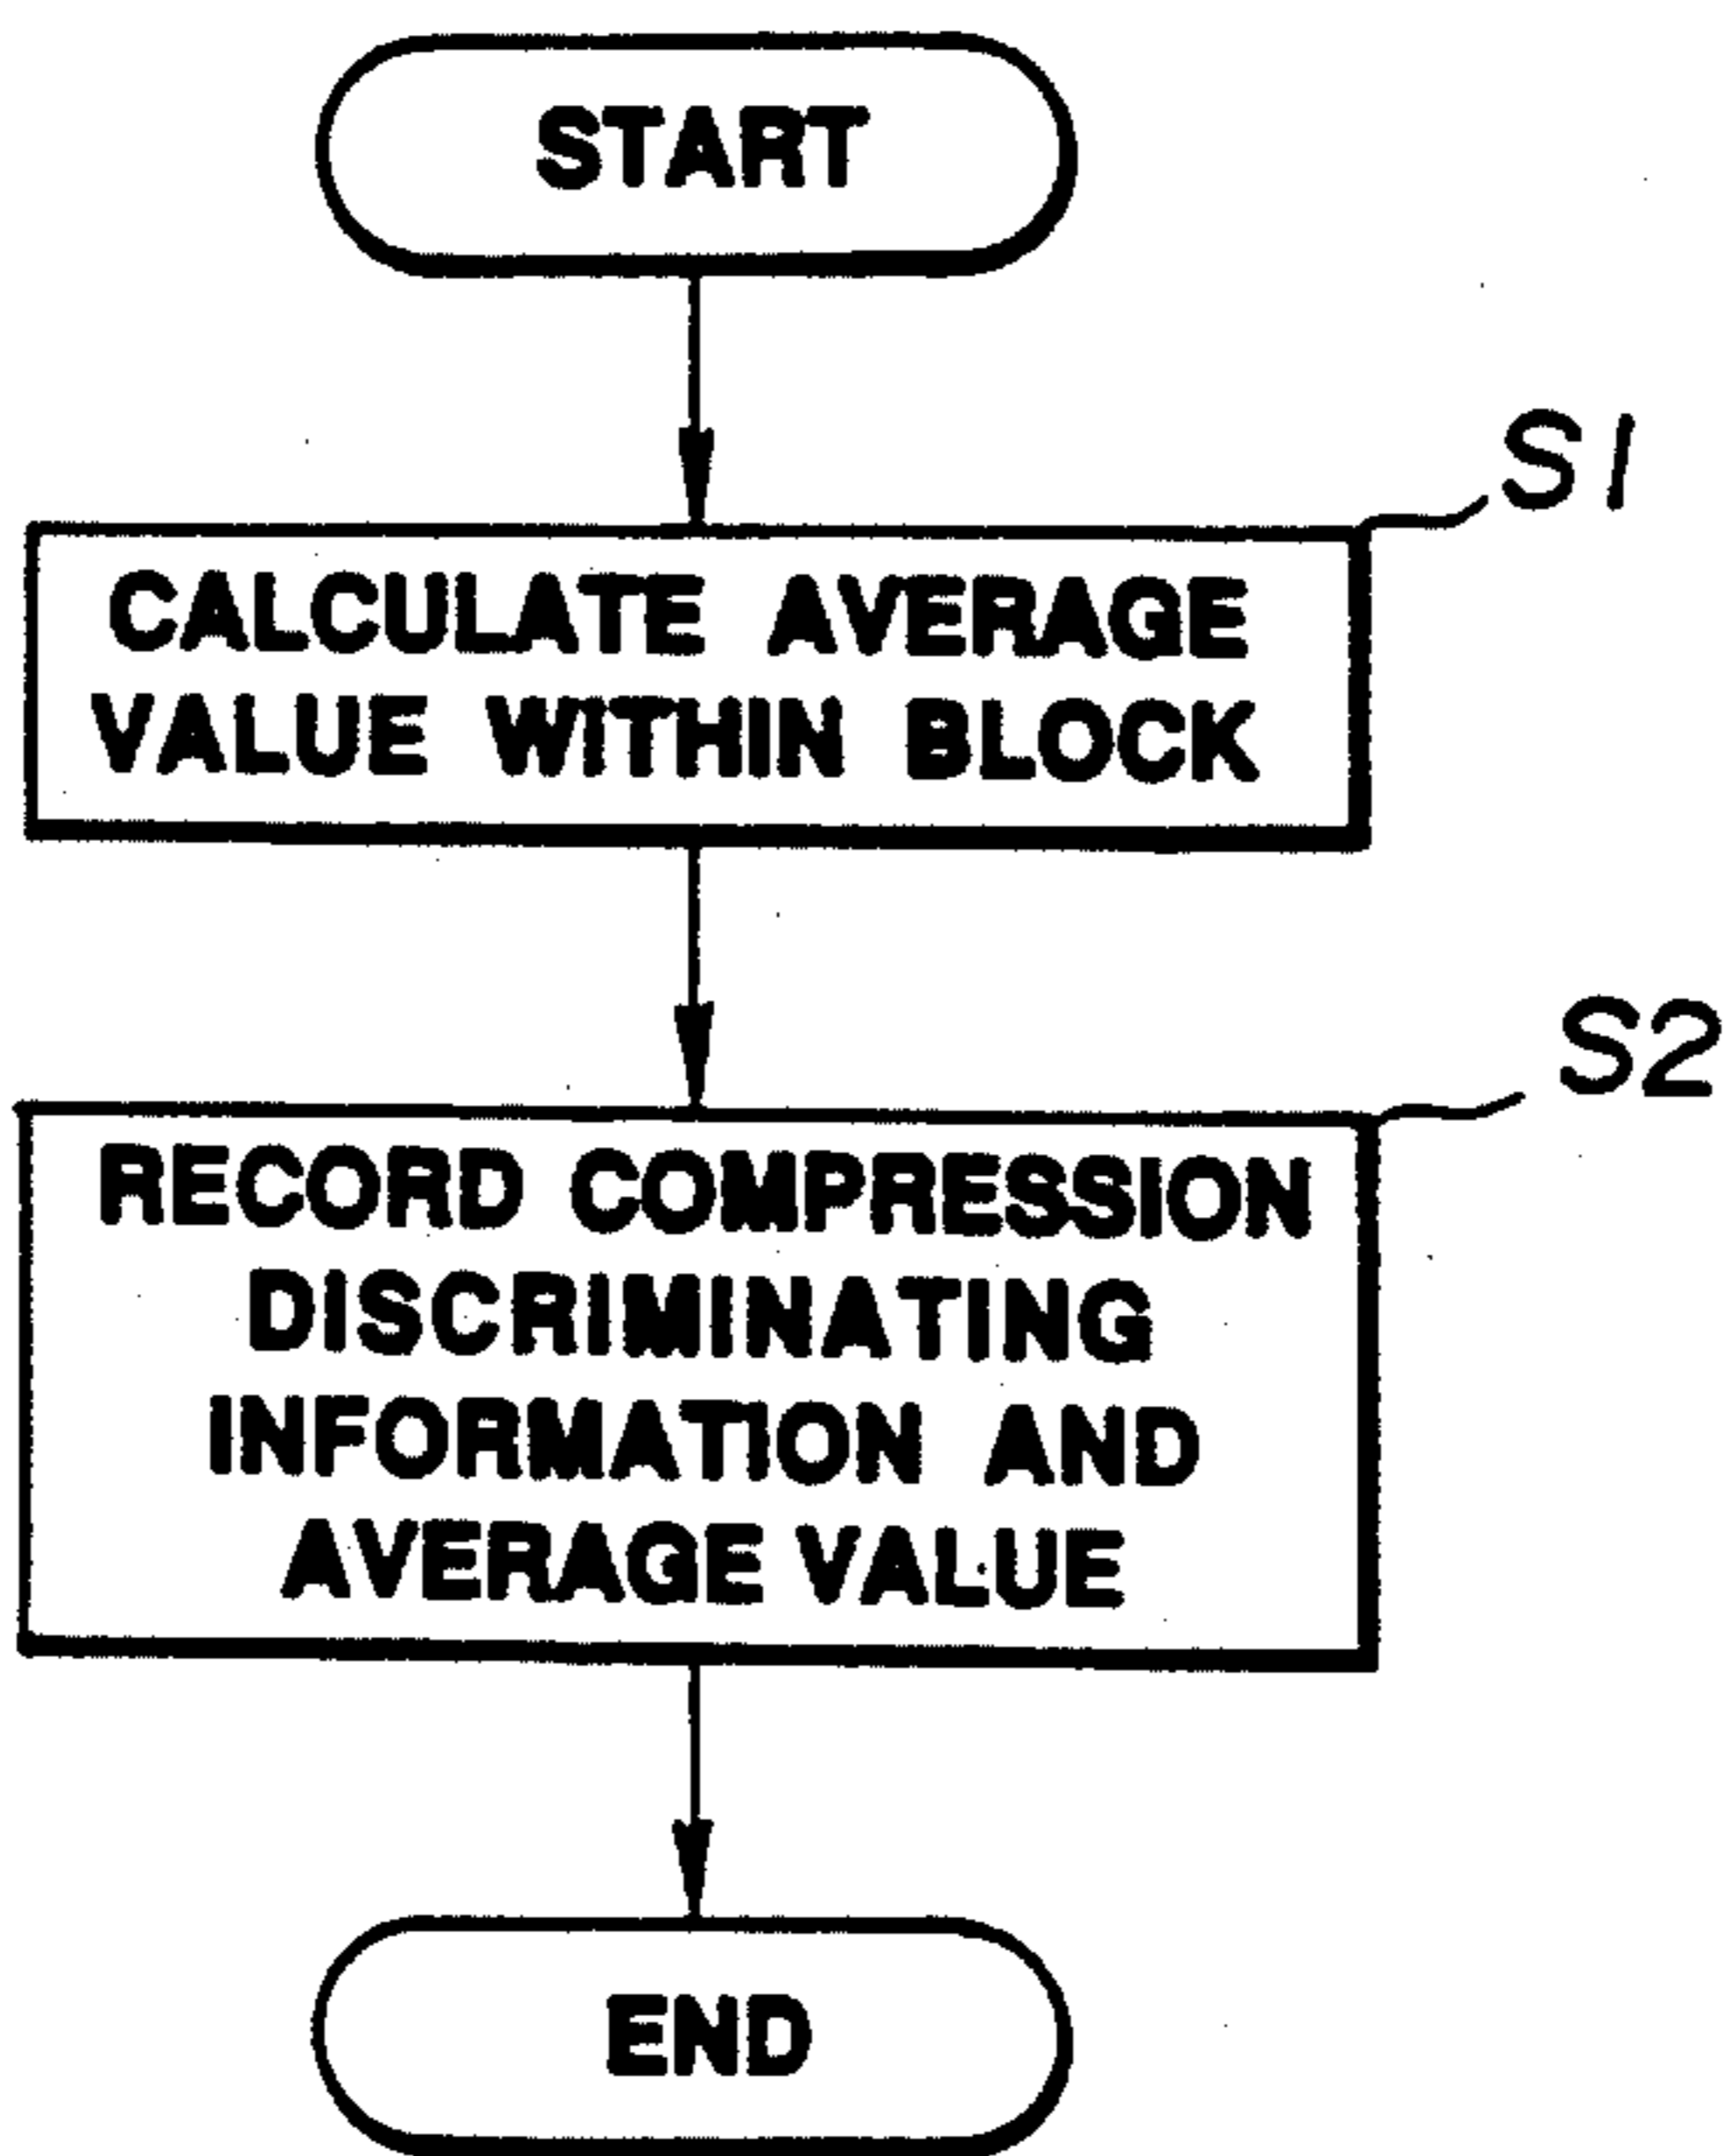 START
S1
CALCULATE AVERAGE
VALUE WITHIN BLOCK
S2
RECORD COMPRESSION
DISCRIMINATING
INFORMATION AND
AVERAGE VALUE
END